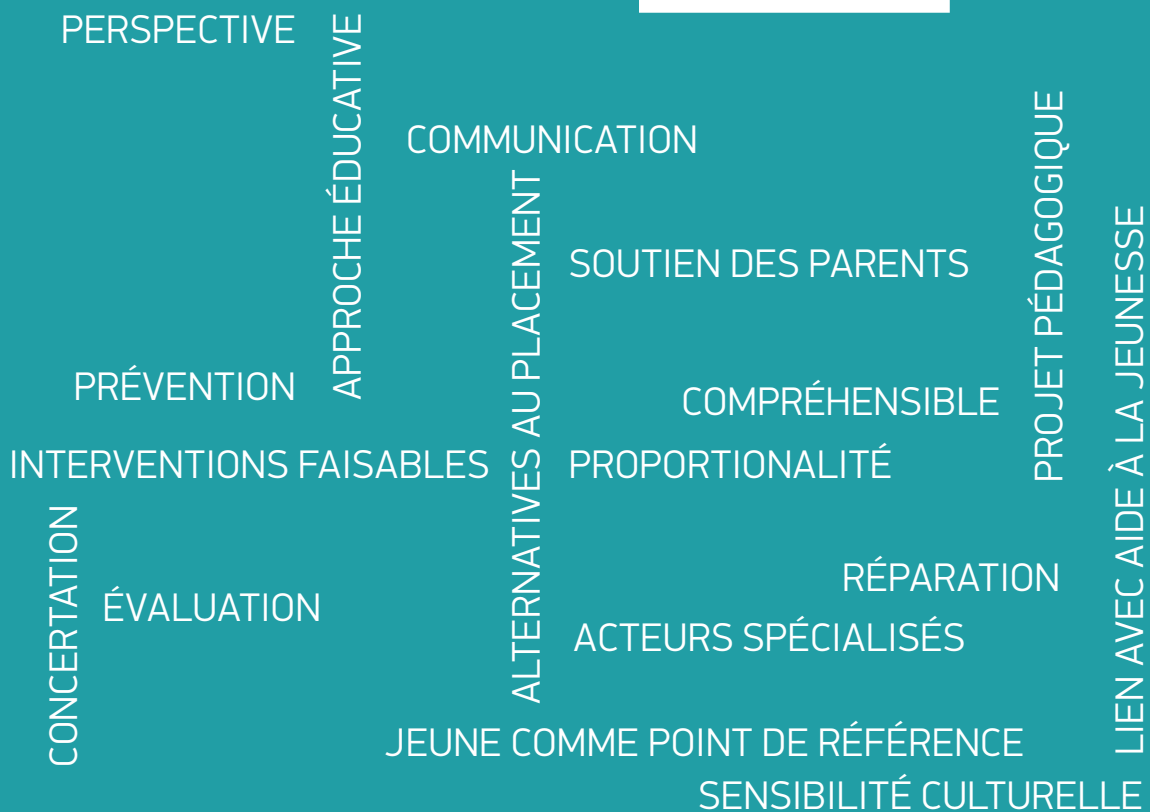 PERSPECTIVE
APPROCHE ÉDUCATIVE
COMMUNICATION
PROJET PÉDAGOGIQUE
ALTERNATIVES AU PLACEMENT
LIEN AVEC AIDE À LA JEUNESSE
SOUTIEN DES PARENTS
PRÉVENTION
COMPRÉHENSIBLE
INTERVENTIONS FAISABLES
PROPORTIONALITÉ
CONCERTATION
RÉPARATION
ÉVALUATION
ACTEURS SPÉCIALISÉS
JEUNE COMME POINT DE RÉFÉRENCE
SENSIBILITÉ CULTURELLE